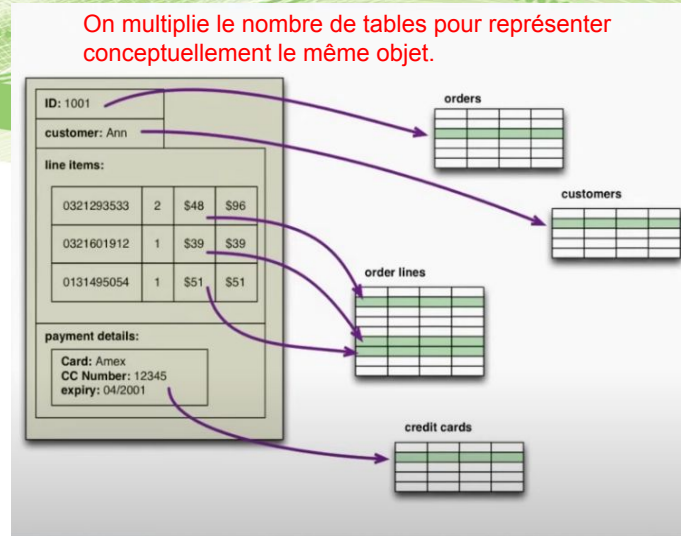 On multiplie le nombre de tables pour représenter
conceptuellement le même objet.
ID: 1001
customer: Ann
line items:
0321293533 2 $48 $96
0321601912 1 $39 $39
0131495054 1 $51 $51
payment details:
Card: Amex
CC Number: 12345
expiry: 04/2001
orders
customers
order lines
credit cards